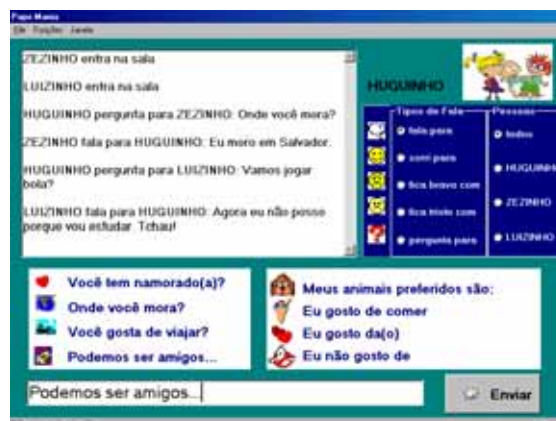 Papo Mania
Funções Janela
ZEZINHO entra na sala
LUIZINHO entra na sala
HUGUINHO pergunta para ZEZINHO: Onde você mora?
ZEZINHO fala para HUGUINHO: Eu moro em Salvador.
HUGUINHO pergunta para LUIZINHO: Vamos jogar
bola?
LUIZINHO fala para HUGUINHO: Agora eu não posso
porque vou estudar. Tchau!
HUGUINHO
Tipos de Fala
fala para
sorri para
fica bravo com
fica triste com
pergunta para
Pessoas
todos
HUGUINHO
ZEZINHO
LUIZINHO
Você tem namorado(a)?
Onde você mora?
Você gosta de viajar?
Podemos ser amigos...
Meus animais preferidos são:
Eu gosto de comer
Eu gosto da(o)
Eu não gosto de
Podemos ser amigos...
Enviar